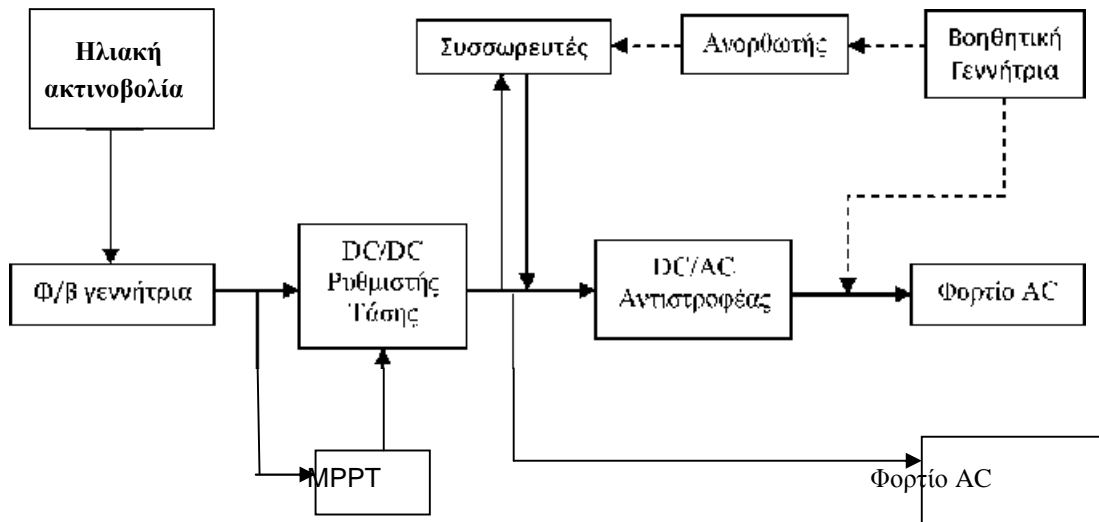 Ηλιακή
ακτινοβολία
Συσσωρευτές
Ανορθωτής
Βοηθητική
Γεννήτρια
Φ/β γεννήτρια
DC/DC
Ρυθμιστής
Τάσης
DC/AC
Αντιστροφέας
Φορτίο AC
MPPT
Φορτίο AC